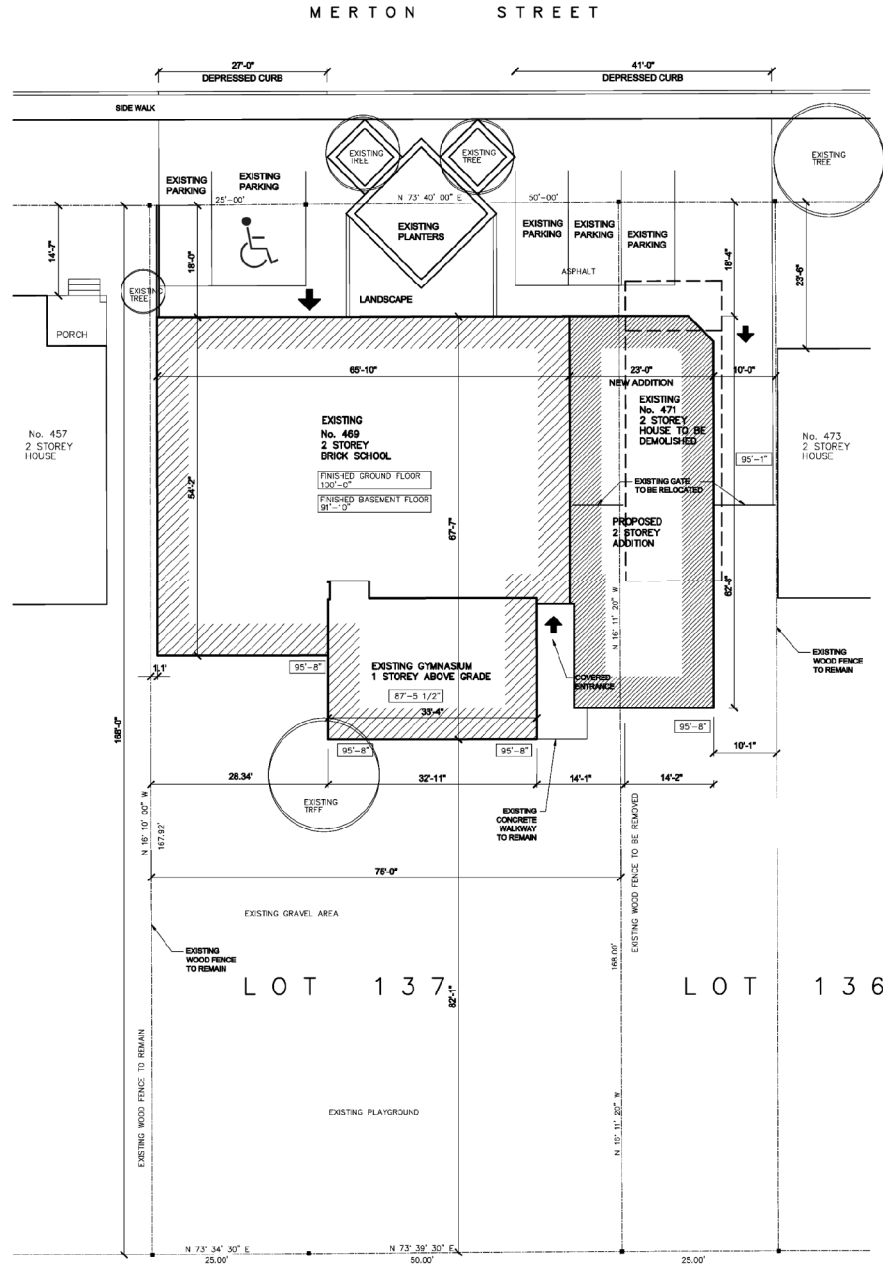 MERTON STREET
27'-0"
DEPRESSED CURB
41'-0"
DEPRESSED CURB
SIDE WALK
EXISTING
TREE
EXISTING
TREE
EXISTING
TREE
EXISTING
PARKING
EXISTING
PARKING
25'-00'
N 73° 40' 00" E
50'-00'
EXISTING
PLANTERS
EXISTING
PARKING
EXISTING
PARKING
EXISTING
PARKING
14'-7"
18'-0"
18'-4"
23'-6"
ASPHALT
EXISTING
TREE
LANDSCAPE
PORCH
65'-10"
23'-0"
10'-0"
NEW ADDITION
EXISTING
No. 469
2 STOREY
BRICK SCHOOL
EXISTING
No. 471
2 STOREY
HOUSE TO BE
DEMOLISHED
No. 457
2 STOREY
HOUSE
No. 473
2 STOREY
HOUSE
95'-1"
FINISHED GROUND FLOOR
100'-0"
FINISHED BASEMENT FLOOR
91'-10"
54'-2"
EXISTING GATE
TO BE RELOCATED
67'-7"
PROPOSED
2 STOREY
ADDITION
N 16° 11' 20" W
EXISTING
WOOD FENCE
TO REMAIN
1.1'
95'-8"
EXISTING GYMNASIUM
1 STOREY ABOVE GRADE
87'-5 1/2"
33'-4"
COVERED
ENTRANCE
168'-0"
95'-8"
95'-8"
95'-8"
10'-1"
28.34'
32'-11"
14'-1"
14'-2"
EXISTING
TREE
EXISTING
CONCRETE
WALKWAY
TO REMAIN
N 16° 10' 00" W
167.92'
EXISTING WOOD FENCE TO BE REMOVED
75'-0"
EXISTING GRAVEL AREA
EXISTING
WOOD FENCE
TO REMAIN
168.00'
LOT 137
82'-1"
LOT 136
EXISTING WOOD FENCE TO REMAIN
EXISTING PLAYGROUND
N 16° 11' 20" W
N 73° 34' 30" E
N 73° 39' 30" E
25.00'
50.00'
25.00'